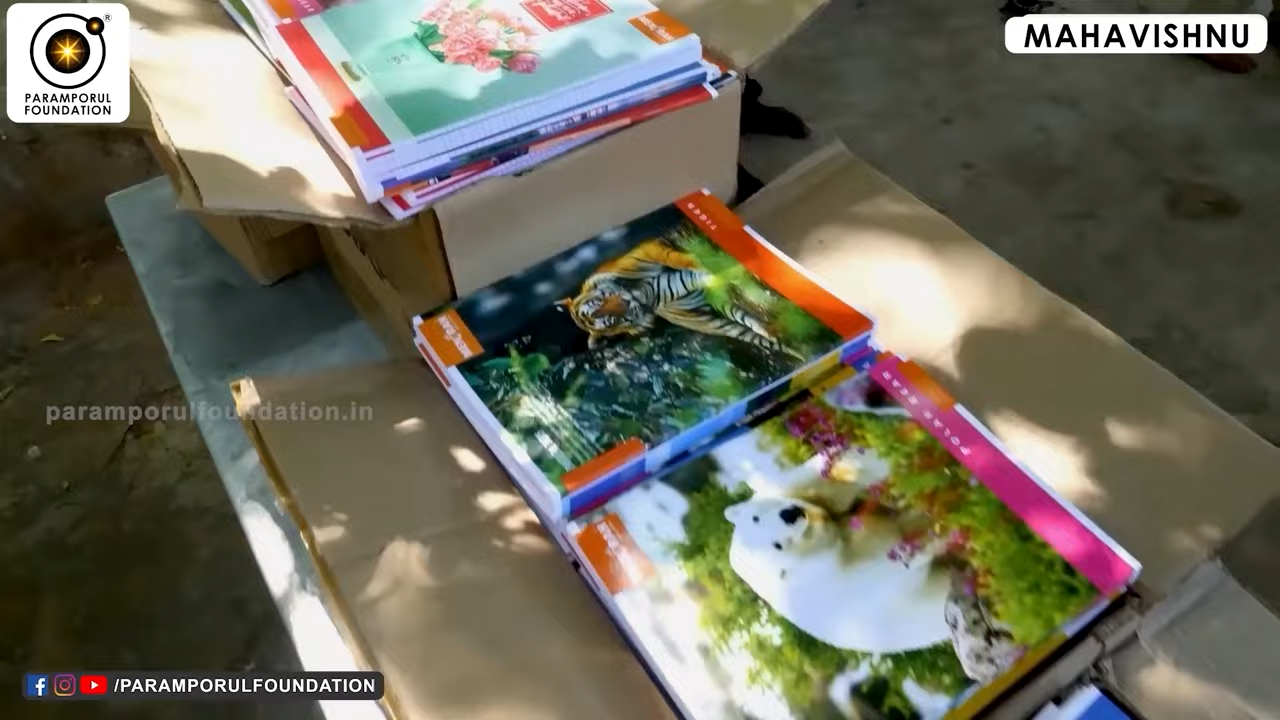 PARAMPORUL
FOUNDATION
MAHAVISHNU
TIGER
POLAR BEAR
paramporulfoundation.in
/PARAMPORULFOUNDATION